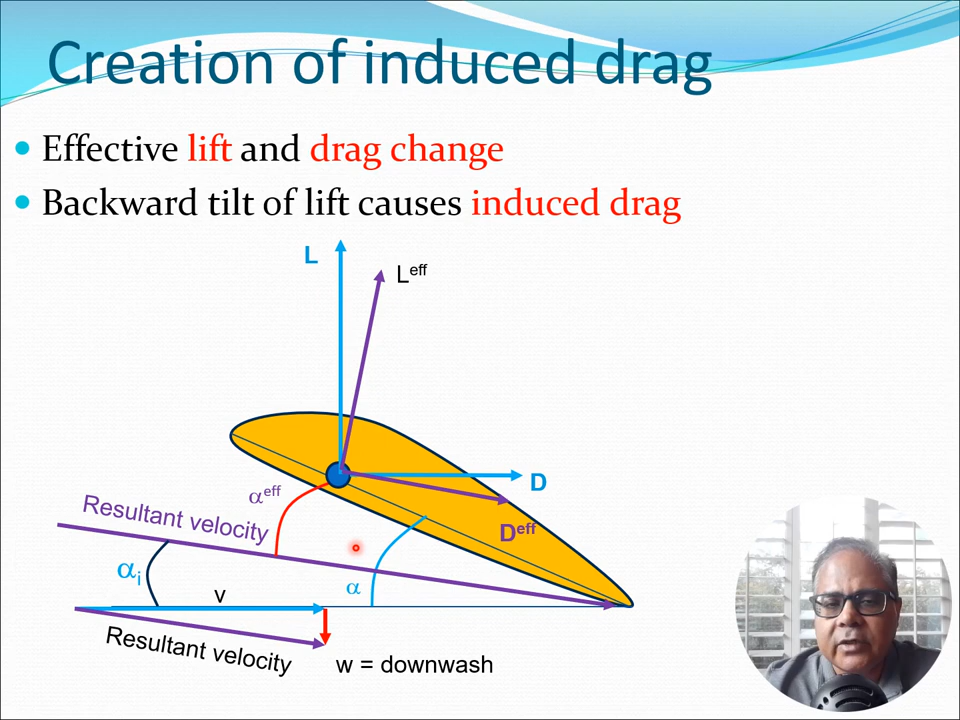 Creation of induced drag
Effective lift and drag change
Backward tilt of lift causes induced drag
L
Leff
D
αeff
Resultant velocity
Deff
αi
α
v
Resultant velocity
w = downwash